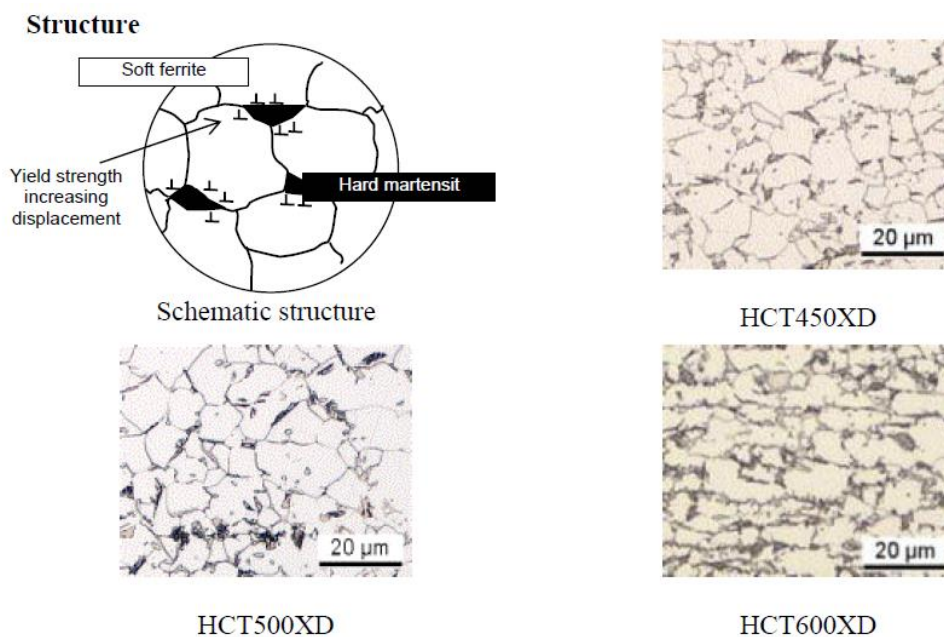 Structure
Soft ferrite
Yield strength
increasing
displacement
Hard martensit
Schematic structure
20 µm
HCT450XD
20 µm
HCT500XD
20 µm
HCT600XD